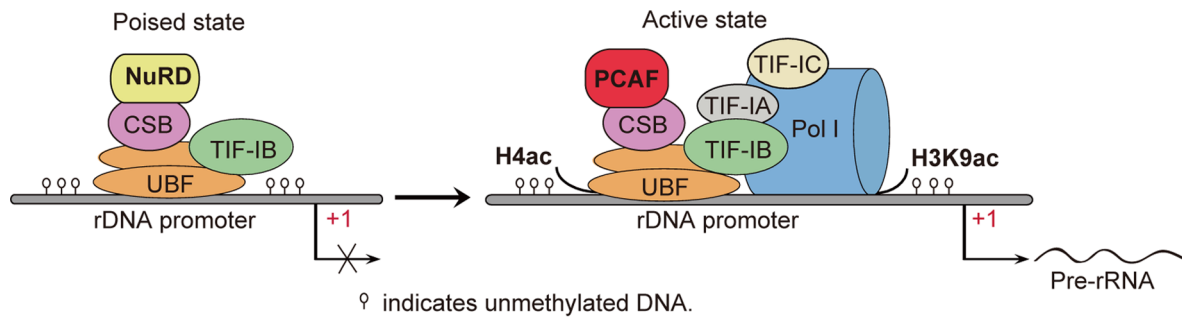 Poised state
NuRD
CSB
TIF-IB
UBF
rDNA promoter
+1
Active state
TIF-IC
PCAF
TIF-IA
CSB
Pol I
TIF-IB
H4ac
H3K9ac
UBF
rDNA promoter
+1
Pre-rRNA
indicates unmethylated DNA.